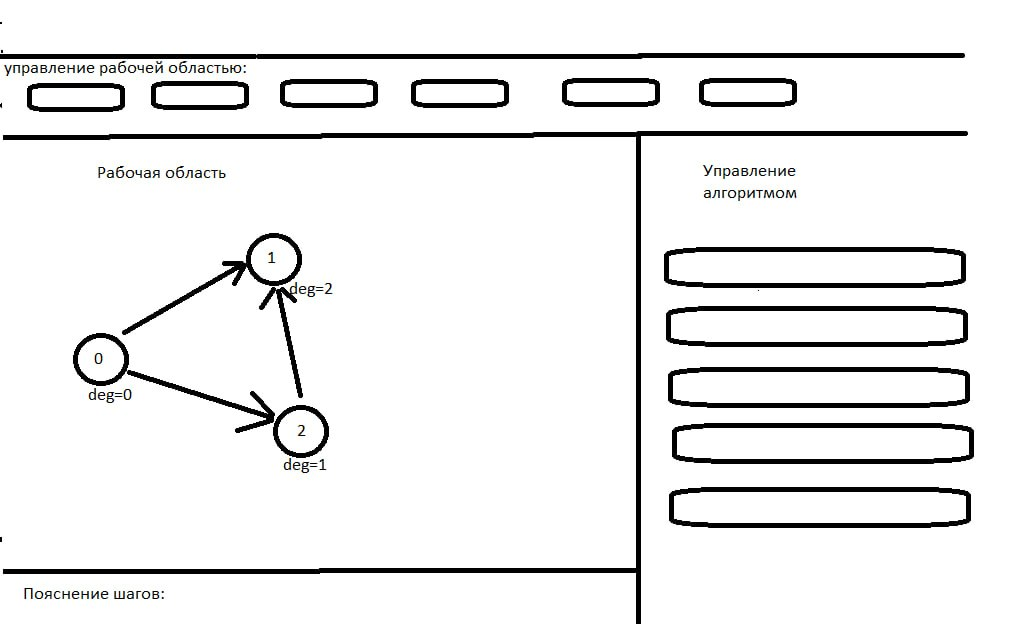 управление рабочей областью:
Рабочая область
Управление
алгоритмом
1
deg=2
0
deg=0
2
deg=1
Пояснение шагов: